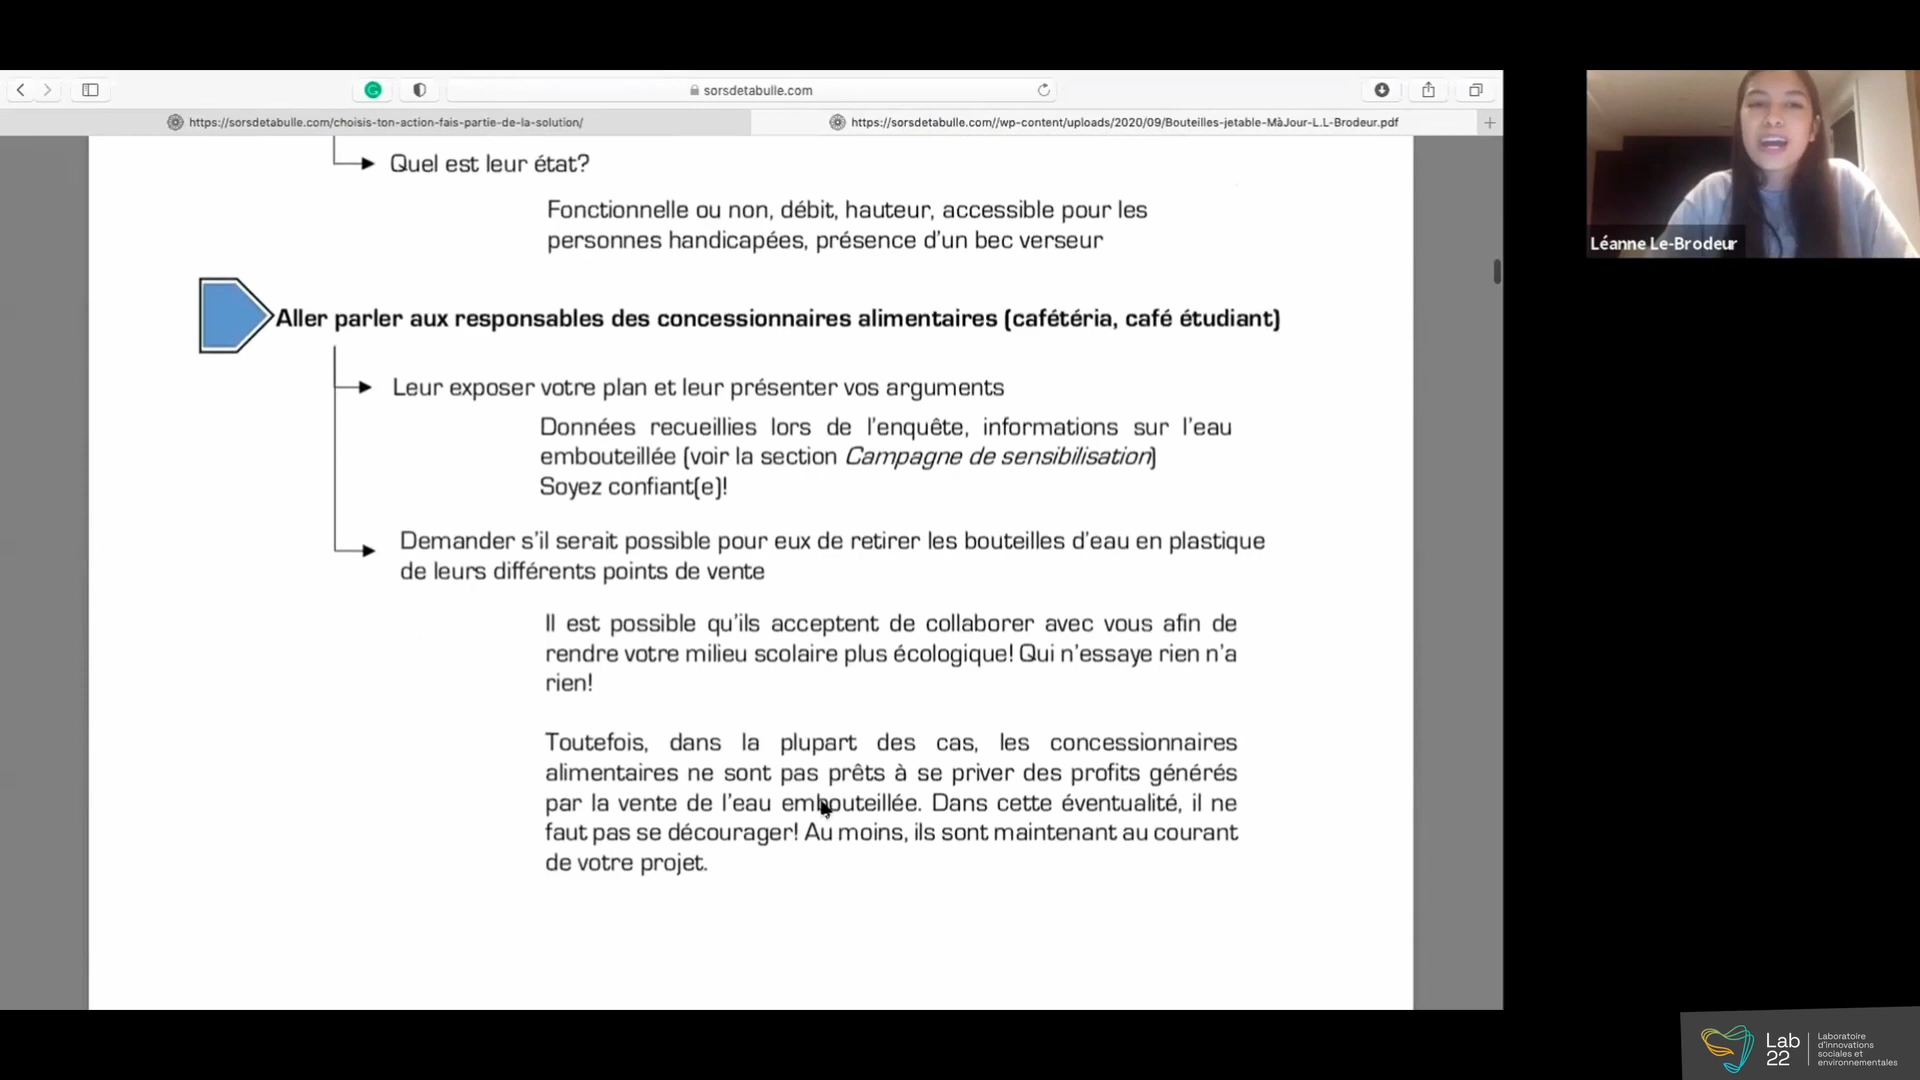 sorsdetabulle.com
https://sorsdetabulle.com/choisis-ton-action-fais-partie-de-la-solution/
https://sorsdetabulle.com//wp-content/uploads/2020/09/Bouteilles-jetable-MàJour-L.L-Brodeur.pdf
Quel est leur état?
Fonctionnelle ou non, débit, hauteur, accessible pour les
personnes handicapées, présence d'un bec verseur
Aller parler aux responsables des concessionnaires alimentaires (cafétéria, café étudiant)
Leur exposer votre plan et leur présenter vos arguments
Données recueillies lors de l'enquête, informations sur l'eau
embouteillée (voir la section Campagne de sensibilisation)
Soyez confiant(e)!
Demander s'il serait possible pour eux de retirer les bouteilles d'eau en plastique
de leurs différents points de vente
Il est possible qu'ils acceptent de collaborer avec vous afin de
rendre votre milieu scolaire plus écologique! Qui n'essaye rien n'a
rien!
Toutefois, dans la plupart des cas, les concessionnaires
alimentaires ne sont pas prêts à se priver des profits générés
par la vente de l'eau embouteillée. Dans cette éventualité, il ne
faut pas se décourager! Au moins, ils sont maintenant au courant
de votre projet.
Léanne Le-Brodeur
Lab
22
Laboratoire
d'innovations
sociales et
environnementales